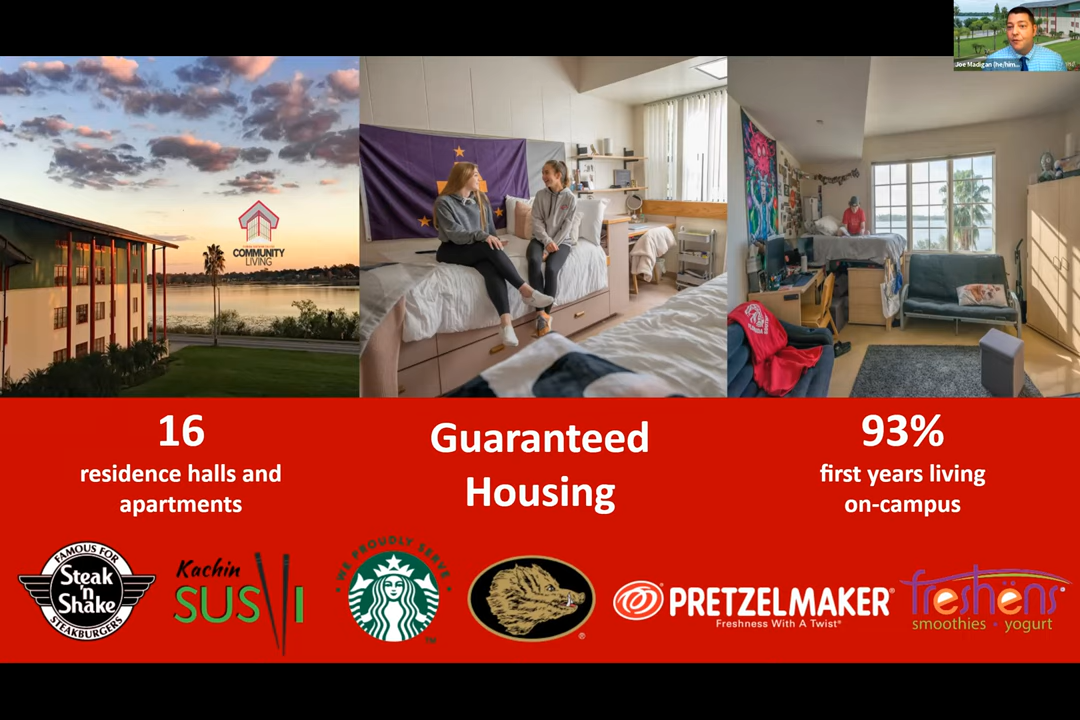 Joe Madigan (he/him...
COMMUNITY
LIVING
16
residence halls and
apartments
Guaranteed
Housing
93%
first years living
on-campus
FAMOUS FOR
Steak
'n
Shake
STEAKBURGERS
Kachin
SUSHI
WE PROUDLY SERVE
TM
®
PRETZELMAKER®
Freshness With A Twist®
freshëns®
smoothies • yogurt